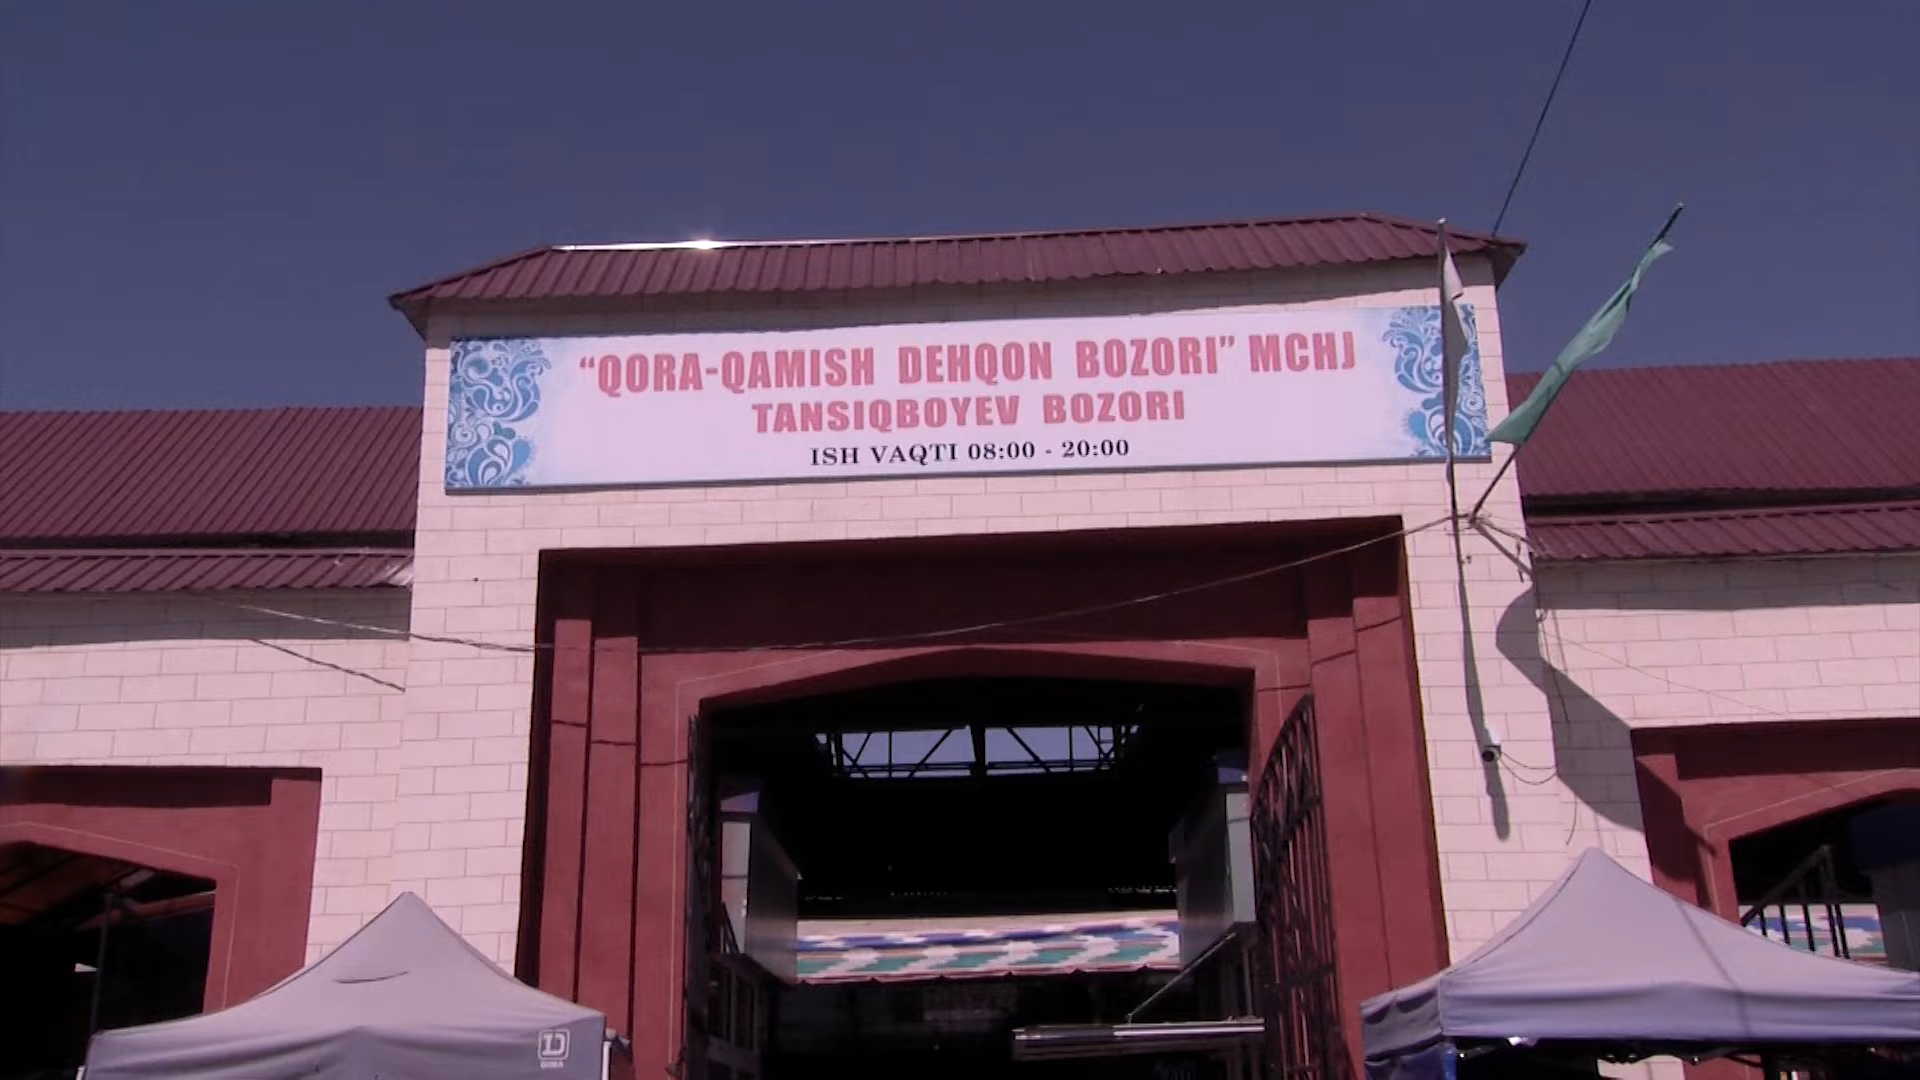 “QORA-QAMISH DEHQON BOZORI” MCHJ
TANSIQBOYEV BOZORI
ISH VAQTI 08:00 - 20:00